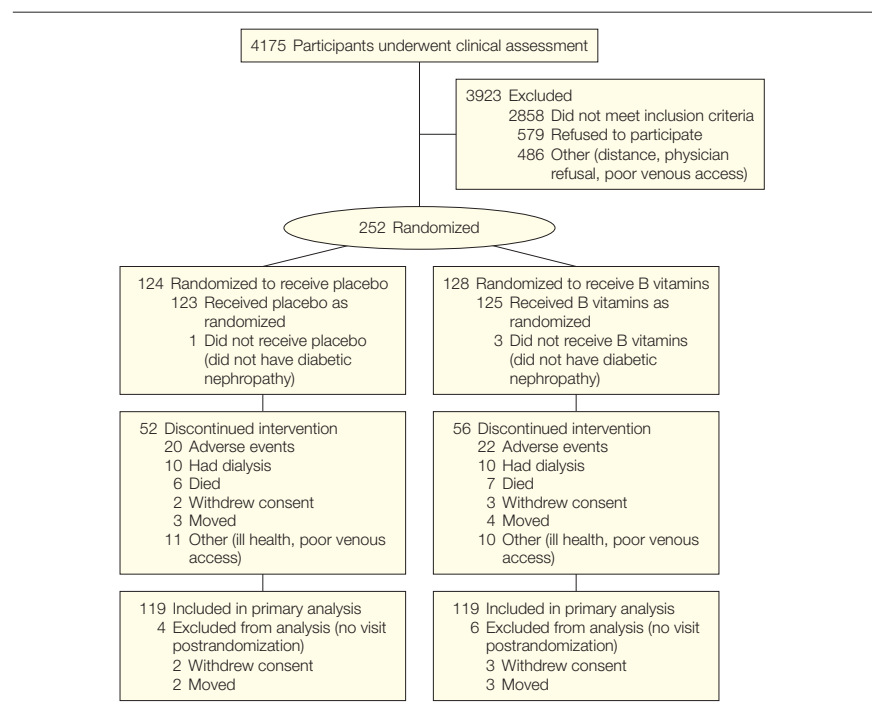 4175 Participants underwent clinical assessment
3923 Excluded
2858 Did not meet inclusion criteria
579 Refused to participate
486 Other (distance, physician
refusal, poor venous access)
252 Randomized
124 Randomized to receive placebo
123 Received placebo as
randomized
1 Did not receive placebo
(did not have diabetic
nephropathy)
128 Randomized to receive B vitamins
125 Received B vitamins as
randomized
3 Did not receive B vitamins
(did not have diabetic
nephropathy)
52 Discontinued intervention
20 Adverse events
10 Had dialysis
6 Died
2 Withdrew consent
3 Moved
11 Other (ill health, poor venous
access)
56 Discontinued intervention
22 Adverse events
10 Had dialysis
7 Died
3 Withdrew consent
4 Moved
10 Other (ill health, poor venous
access)
119 Included in primary analysis
4 Excluded from analysis (no visit
postrandomization)
2 Withdrew consent
2 Moved
119 Included in primary analysis
6 Excluded from analysis (no visit
postrandomization)
3 Withdrew consent
3 Moved